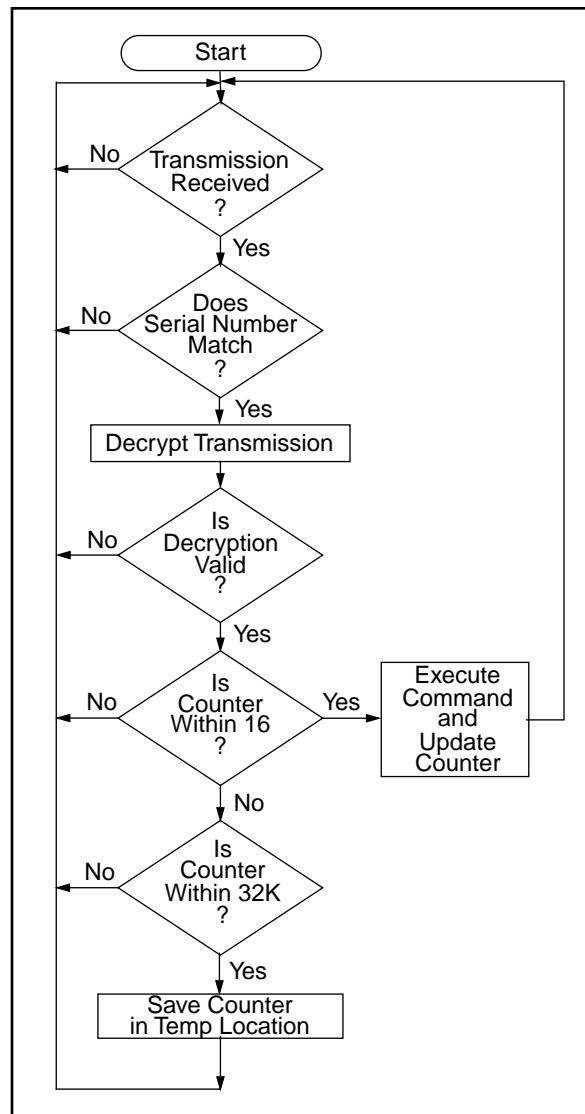 Start
No
Transmission
Received
?
Yes
No
Does
Serial Number
Match
?
Yes
Decrypt Transmission
No
Is
Decryption
Valid
?
Yes
No
Is
Counter
Within 16
?
Yes
Execute
Command
and
Update
Counter
No
No
Is
Counter
Within 32K
?
Yes
Save Counter
in Temp Location